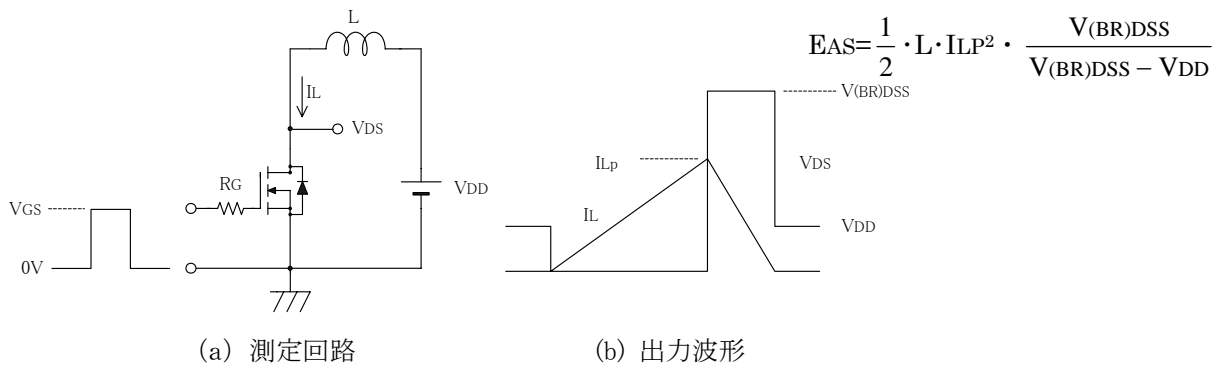 L
EAS=1/2・L・ILP²・V(BR)DSS/(V(BR)DSS – VDD)
IL
VDS
RG
VDD
VGS
0V
V(BR)DSS
ILp
VDS
IL
VDD
(a) 測定回路
(b) 出力波形